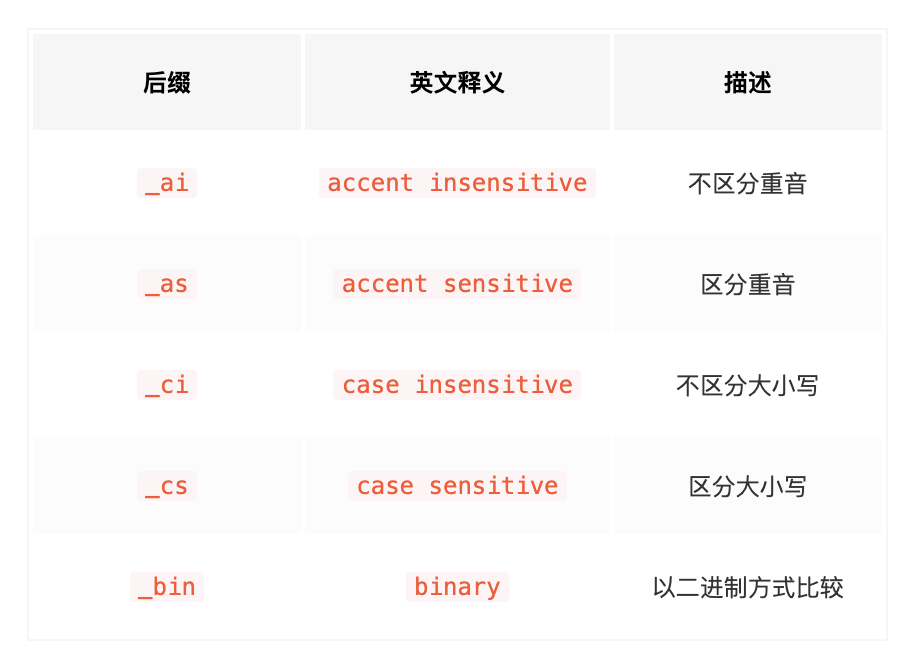 后缀 英文释义 描述
_ai accent insensitive 不区分重音
_as accent sensitive 区分重音
_ci case insensitive 不区分大小写
_cs case sensitive 区分大小写
_bin binary 以二进制方式比较